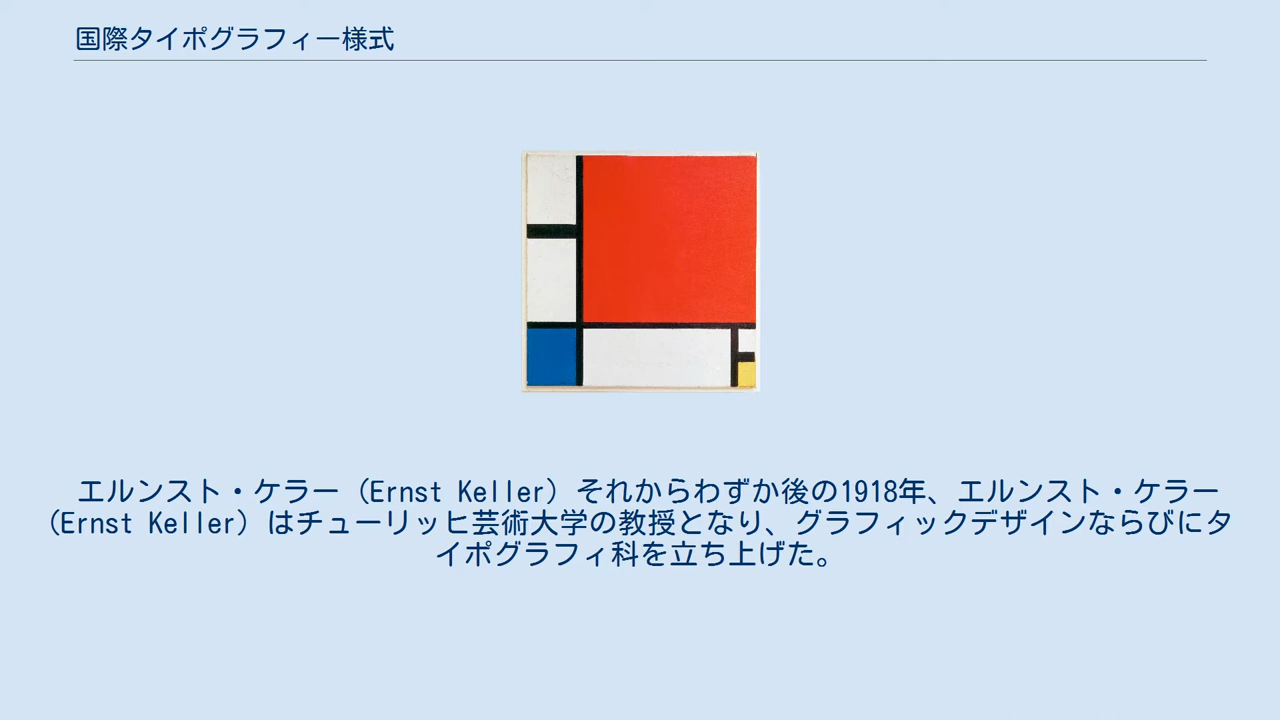 国際タイポグラフィー様式
エルンスト・ケラー（Ernst Keller）それからわずか後の1918年、エルンスト・ケラー
（Ernst Keller）はチューリッヒ芸術大学の教授となり、グラフィックデザインならびにタ
イポグラフィ科を立ち上げた。